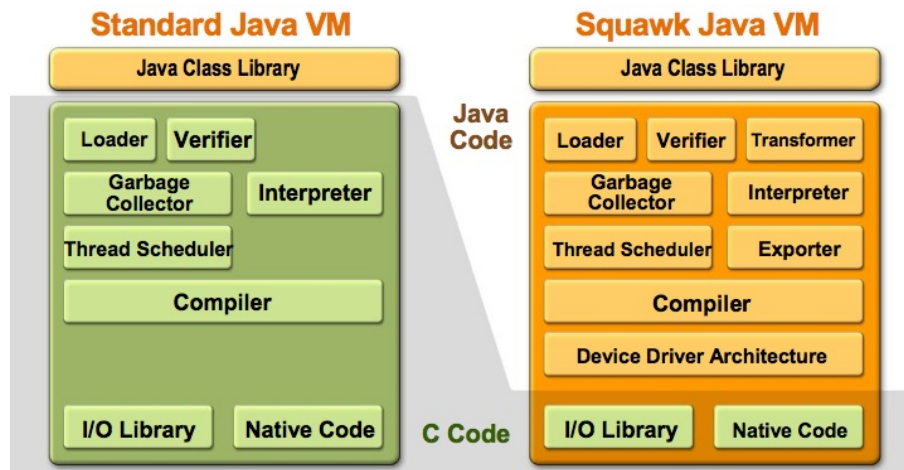 Standard Java VM
Java Class Library
Loader
Verifier
Garbage
Collector
Interpreter
Thread Scheduler
Compiler
I/O Library
Native Code
Java
Code
C Code
Squawk Java VM
Java Class Library
Loader
Verifier
Transformer
Garbage
Collector
Interpreter
Thread Scheduler
Exporter
Compiler
Device Driver Architecture
I/O Library
Native Code